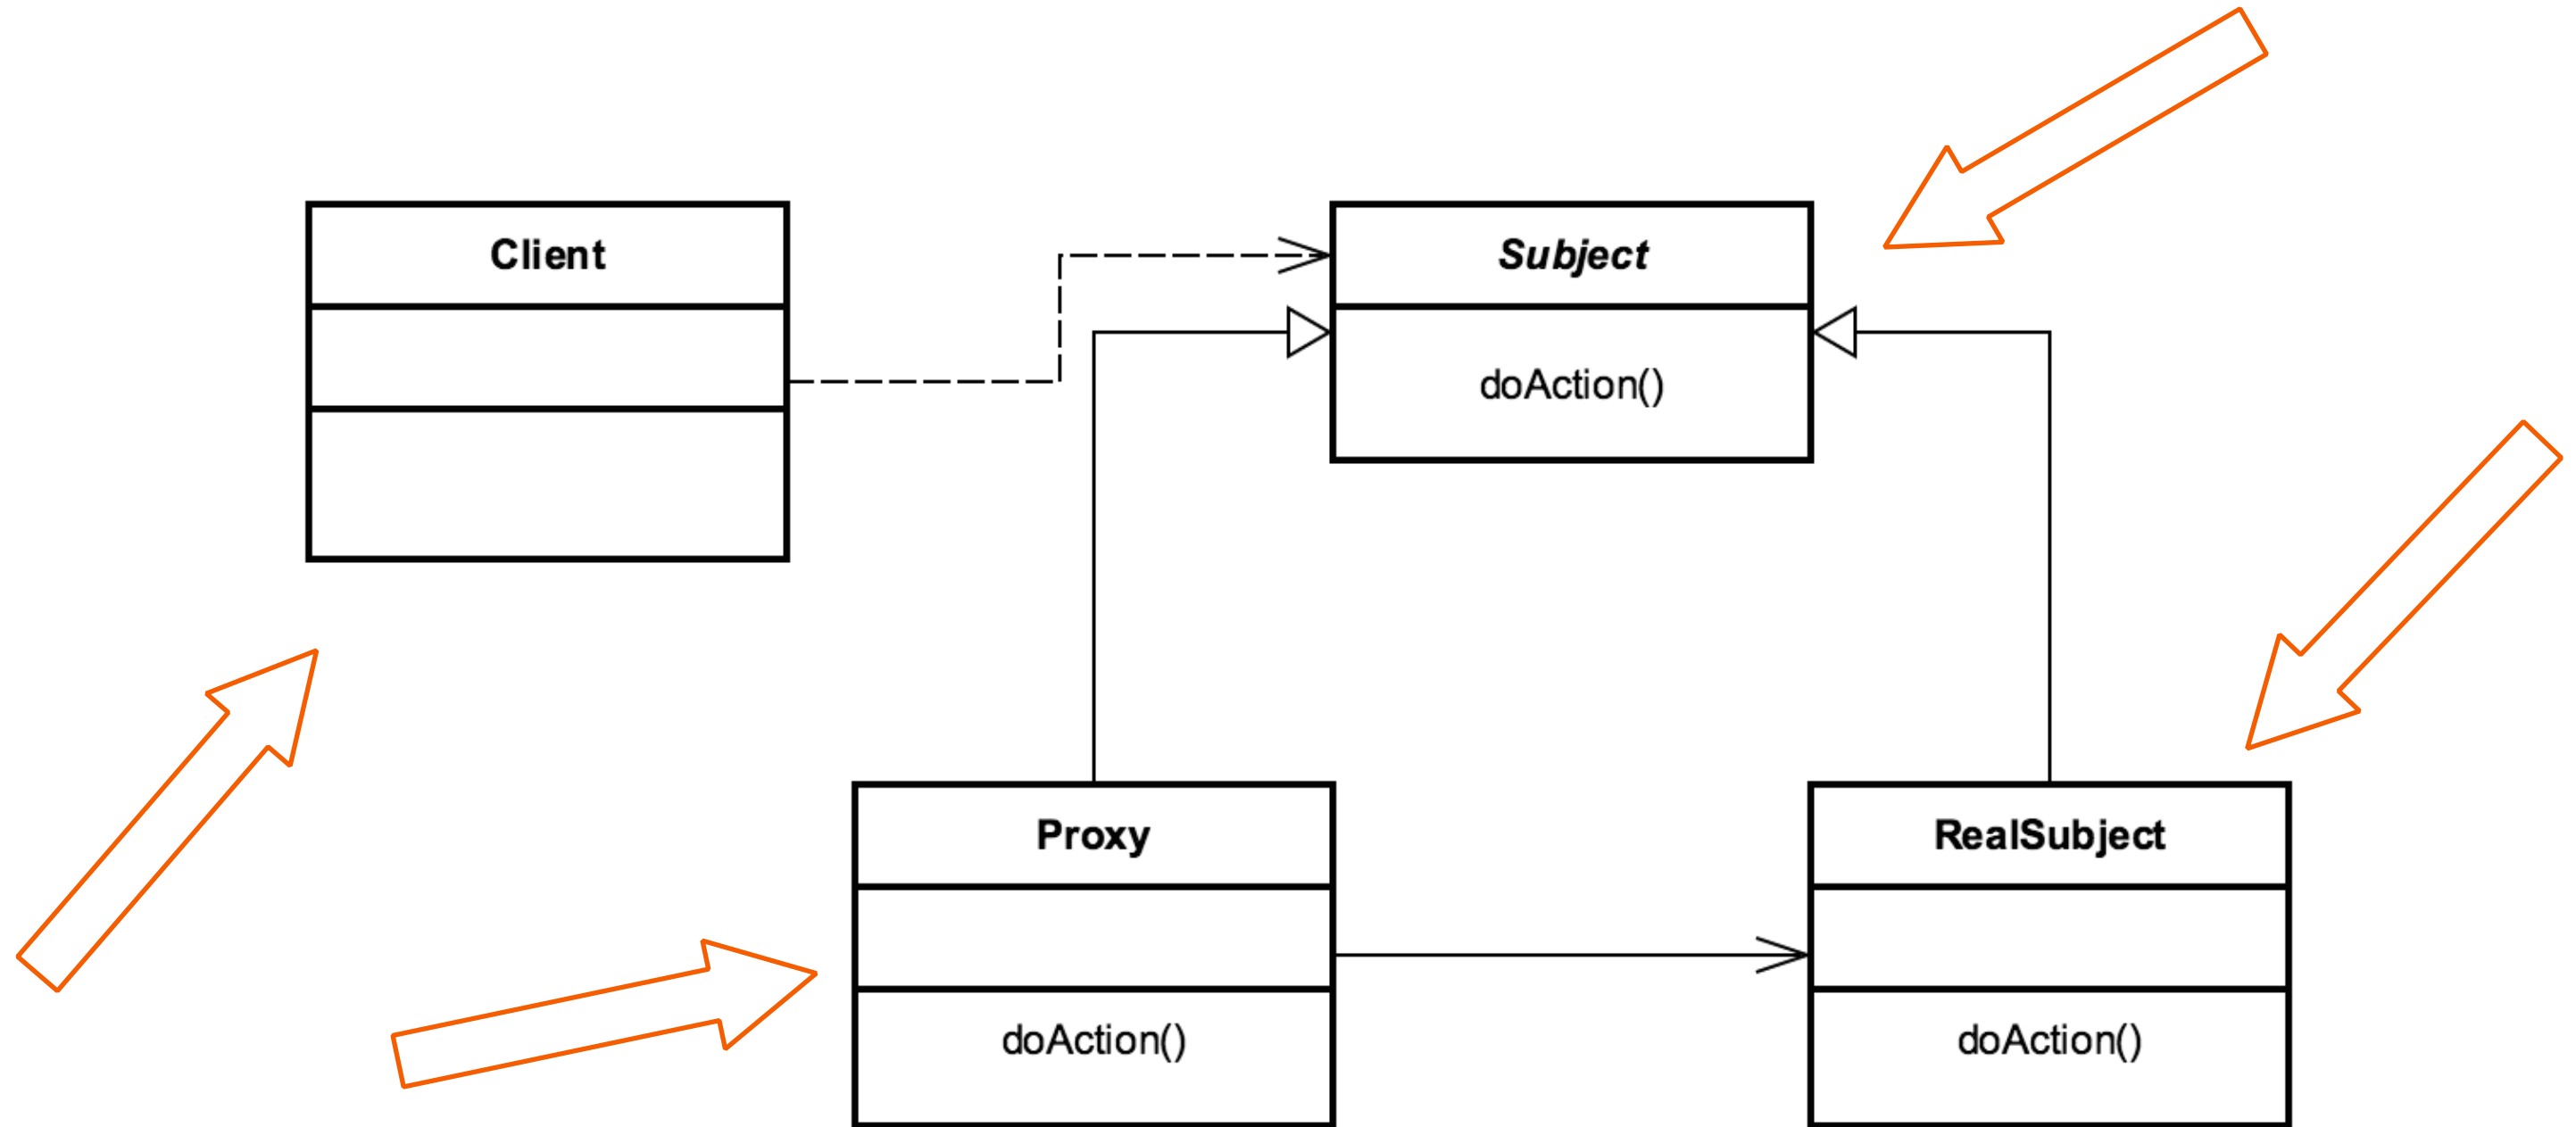 Client
Subject
doAction()
Proxy
RealSubject
doAction()
doAction()